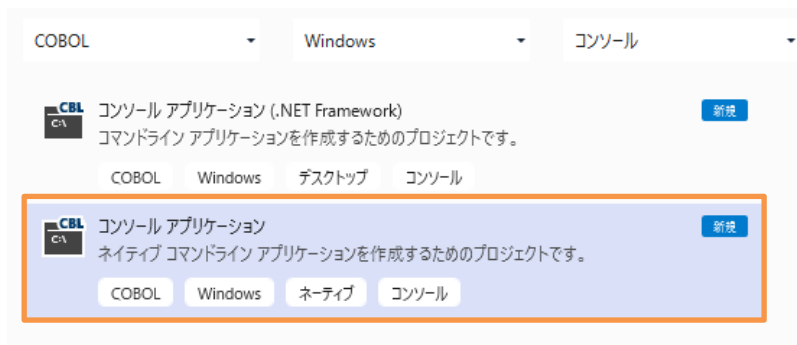 COBOL Windows コンソール
CBL コンソール アプリケーション (.NET Framework) 新規
C:\ コマンドライン アプリケーションを作成するためのプロジェクトです。
COBOL Windows デスクトップ コンソール
CBL コンソール アプリケーション 新規
C:\ ネイティブ コマンドライン アプリケーションを作成するためのプロジェクトです。
COBOL Windows ネーティブ コンソール